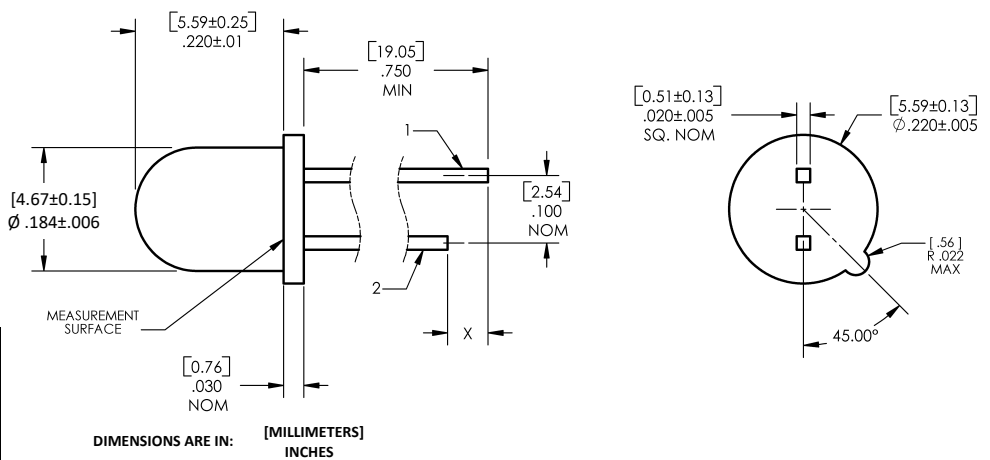 [5.59±0.25]
.220±.01
[19.05]
.750
MIN
1
[4.67±0.15]
Ø .184±.006
[2.54]
.100
NOM
2
MEASUREMENT
SURFACE
X
[0.76]
.030
NOM
[0.51±0.13]
.020±.005
SQ. NOM
[5.59±0.13]
Ø.220±.005
[.56]
R .022
MAX
45.00°
DIMENSIONS ARE IN: [MILLIMETERS]
INCHES